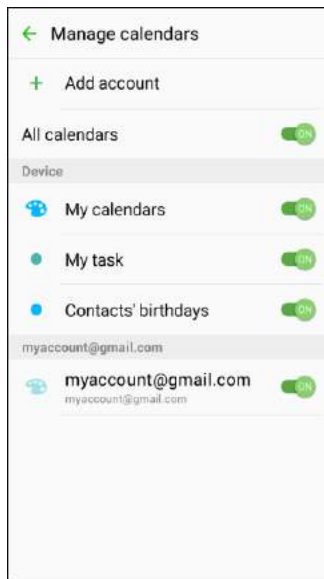 Manage calendars
Add account
All calendars ON
Device
My calendars ON
My task ON
Contacts' birthdays ON
myaccount@gmail.com
myaccount@gmail.com ON
myaccount@gmail.com